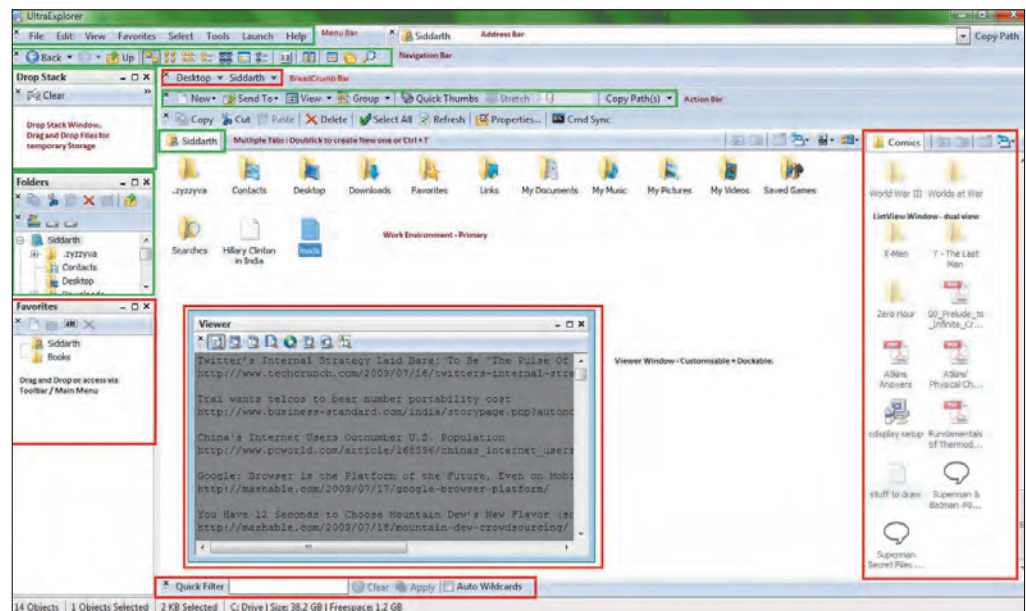 UltraExplorer
File Edit View Favorites Select Tools Launch Help
Menu Bar
Siddarth
Address Bar
Copy Path
Back Up
Navigation Bar
Drop Stack
Clear
Drop Stack Window,
Drag and Drop Files for
temporary Storage
Desktop Siddarth
BreadCrumb Bar
New Send To View Group Quick Thumbs Stretch Copy Path(s)
Action Bar
Copy Cut Paste Delete Select All Refresh Properties... Cmd Sync
Siddarth
Mutliple Tabs : Doublick to create New one or Ctrl + T
.zyzzyva Contacts Desktop Downloads Favorites Links My Documents My Music My Pictures My Videos Saved Games
Searches Hillary Clinton
in India
Work Environment - Primary
Folders
Siddarth
.zyzzyva
Contacts
Desktop
Downloads
Favorites
Siddarth
Books
Drag and Drop or access via
Toolbar / Main Menu
Viewer
Twitter's Internal Strategy Laid Bare: To Be "The Pulse Of
http://www.techcrunch.com/2009/07/16/twitters-internal-stra
Trai wants telcos to bear number portability cost
http://www.business-standard.com/india/storypage.php?autono
China's Internet Users Outnumber U.S. Population
http://www.pcworld.com/article/168596/chinas_internet_users
Google: Browser is the Platform of the Future, Even on Mobi
http://mashable.com/2009/07/17/google-browser-platform/
You Have 12 Seconds to Choose Mountain Dew's New Flavor (sc
http://mashable.com/2009/07/18/mountain-dew-crowdsourcing/
Viewer Window - Customisable + Dockable.
Comics
World War III Worlds at War
ListView Window - dual view
X-Men Y - The Last
Man
Zero Hour 00_Prelude_to
_Infinite_Cr...
Atkins
Answers
Atkins'
Physical Ch...
cdisplay setup Fundamentals
of Thermod...
stuff to draw Superman &
Batman #0...
Superman
Secret Files ...
Quick Filter Clear Apply Auto Wildcards
14 Objects 1 Objects Selected 2 KB Selected C: Drive | Size: 38.2 GB | Freespace: 1.2 GB